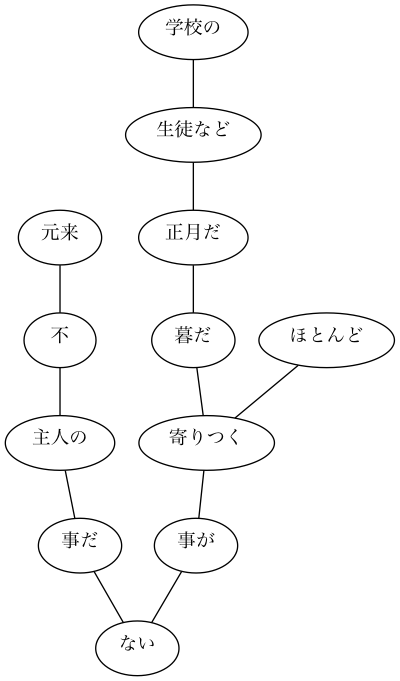 学校の
生徒など
元来
正月だ
不
暮だ
ほとんど
主人の
寄りつく
事だ
事が
ない